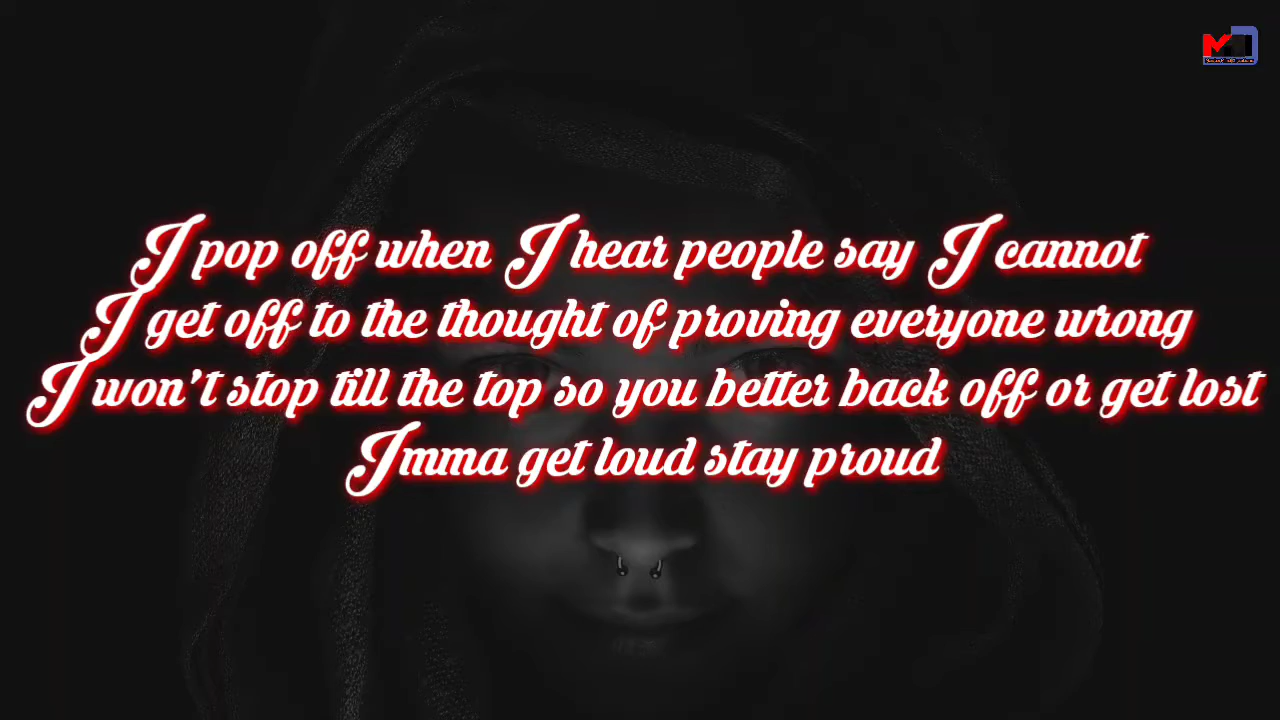 I pop off when I hear people say I cannot
I get off to the thought of proving everyone wrong
I won't stop till the top so you better back off or get lost
Imma get loud stay proud